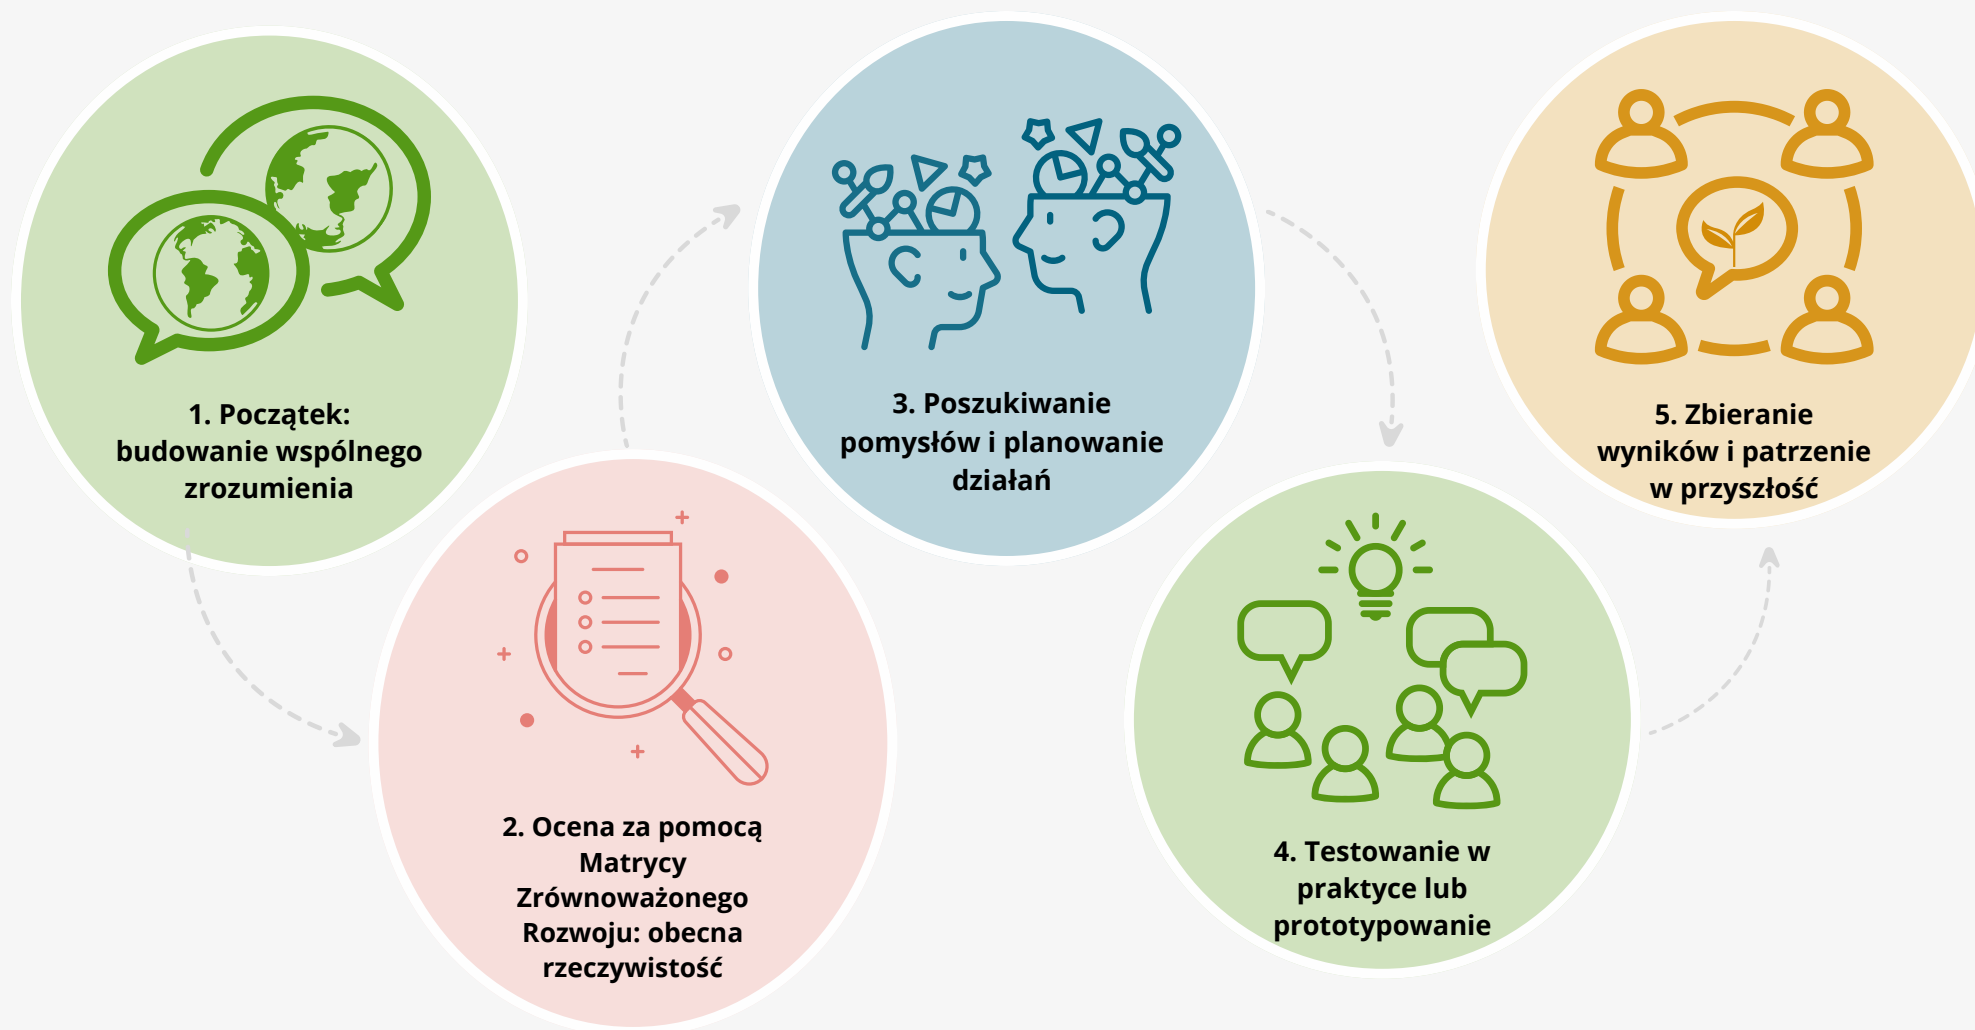 1. Początek:
budowanie wspólnego
zrozumienia
2. Ocena za pomocą
Matrycy
Zrównoważonego
Rozwoju: obecna
rzeczywistość
3. Poszukiwanie
pomysłów i planowanie
działań
4. Testowanie w
praktyce lub
prototypowanie
5. Zbieranie
wyników i patrzenie
w przyszłość